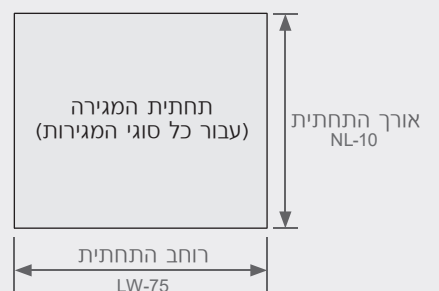 תחתית המגירה
(עבור כל סוגי המגירות)
אורך התחתית
NL-10
רוחב התחתית
LW-75